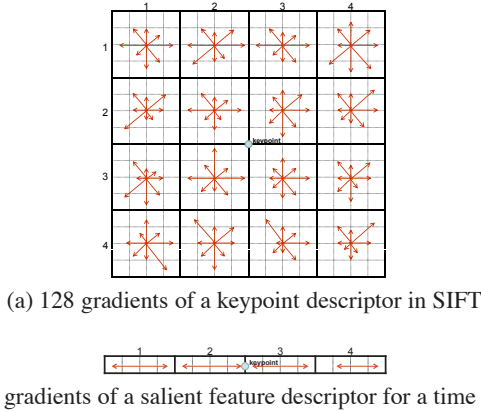 1 2 3 4
1
2
keypoint
3
4
(a) 128 gradients of a keypoint descriptor in SIFT
1 2 3 4
keypoint
gradients of a salient feature descriptor for a time